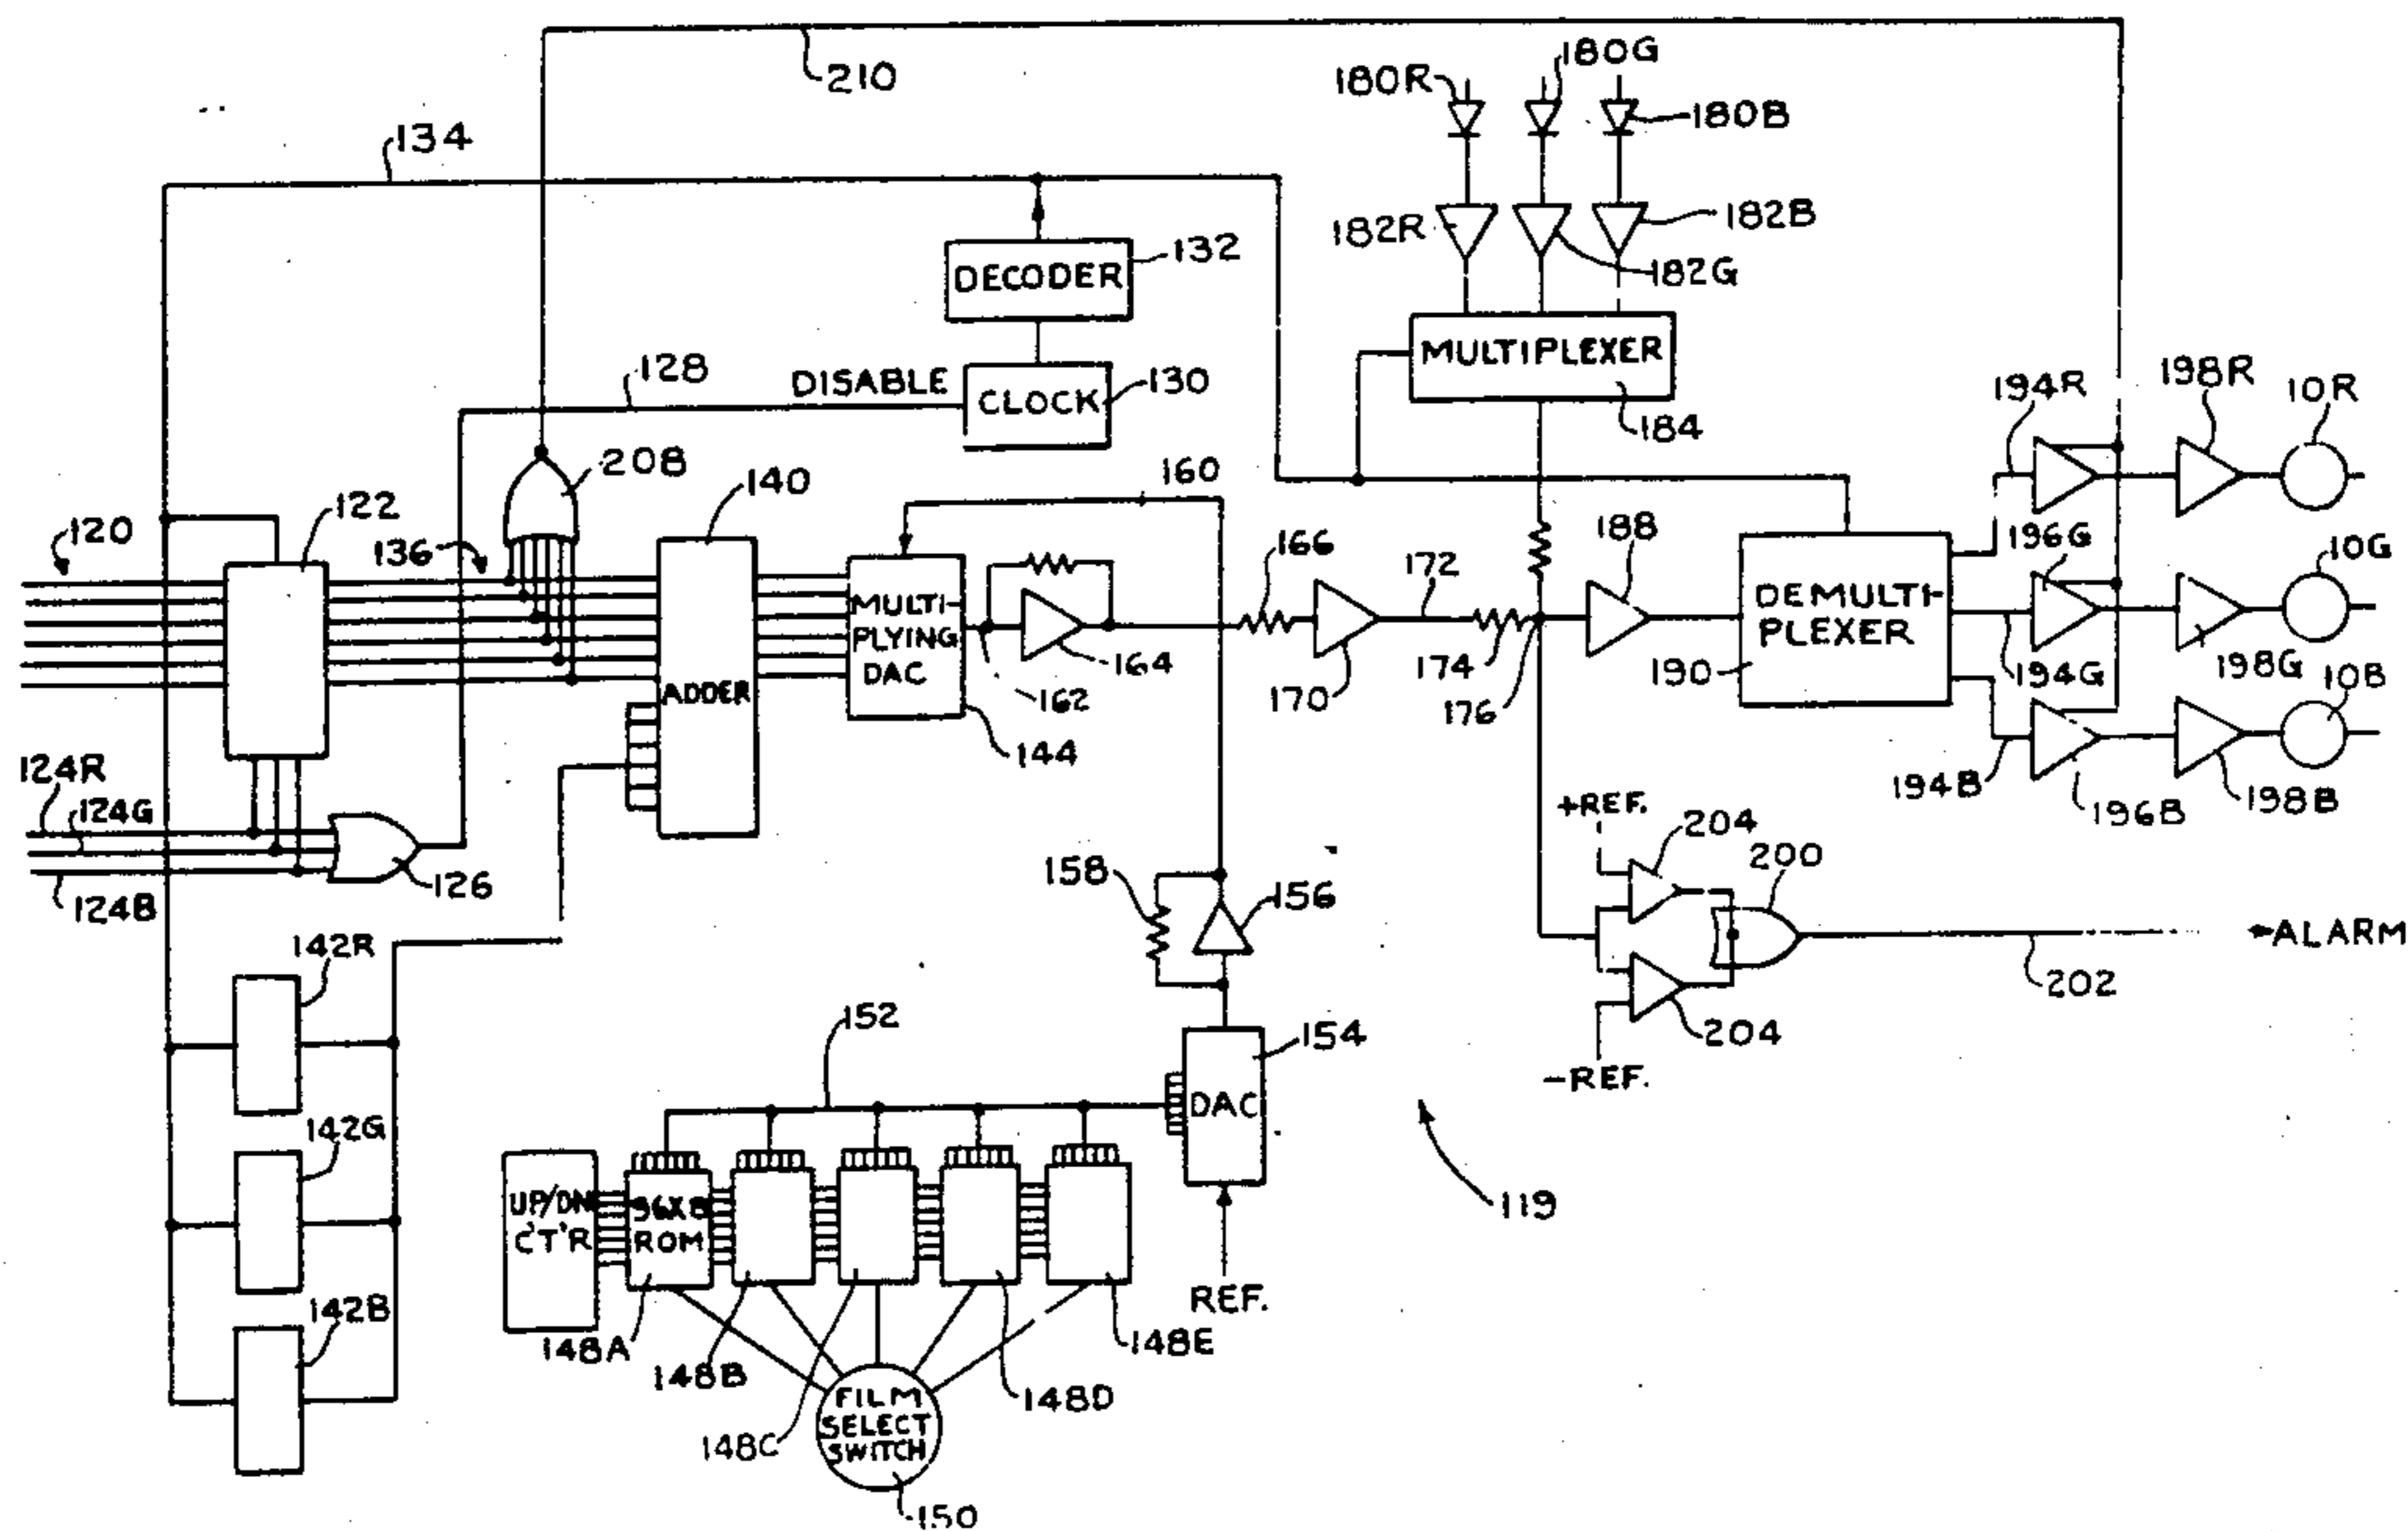 210
180R
180G
180B
134
182R
182B
182G
DECODER
132
MULTIPLEXER
184
128
DISABLE
CLOCK
130
194R
198R
10R
208
140
160
120
122
136
166
172
188
196G
10G
MULTI-
PLYING
DAC
164
162
144
170
174
176
190
DEMULTI-
PLEXER
194G
198G
10B
ADDER
124R
124G
124B
126
194B
196B
198B
+REF.
204
200
158
156
ALARM
202
204
-REF.
142R
152
154
DAC
142G
119
UP/DN
C'T'R
96X8
ROM
REF.
142B
148A
148B
148C
148D
148E
FILM
SELECT
SWITCH
150